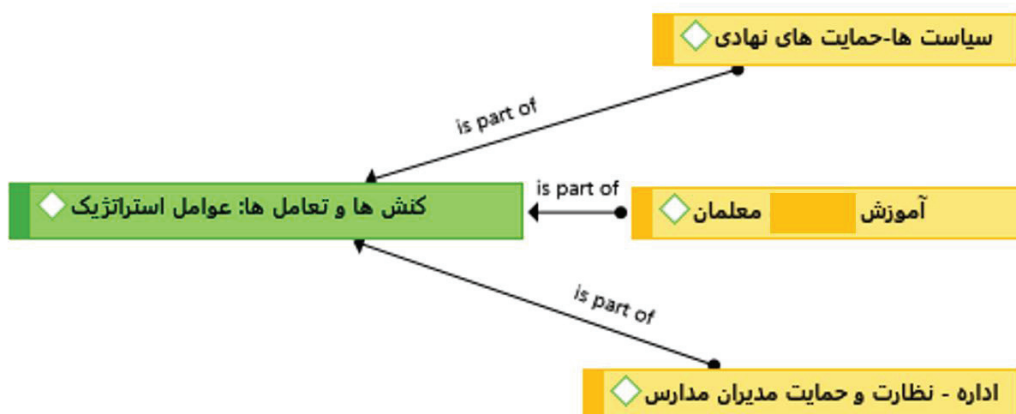 سیاست ها-حمایت های نهادی
is part of
is part of
آموزش معلمان
کنش ها و تعامل ها: عوامل استراتژیک
is part of
اداره - نظارت و حمایت مدیران مدارس